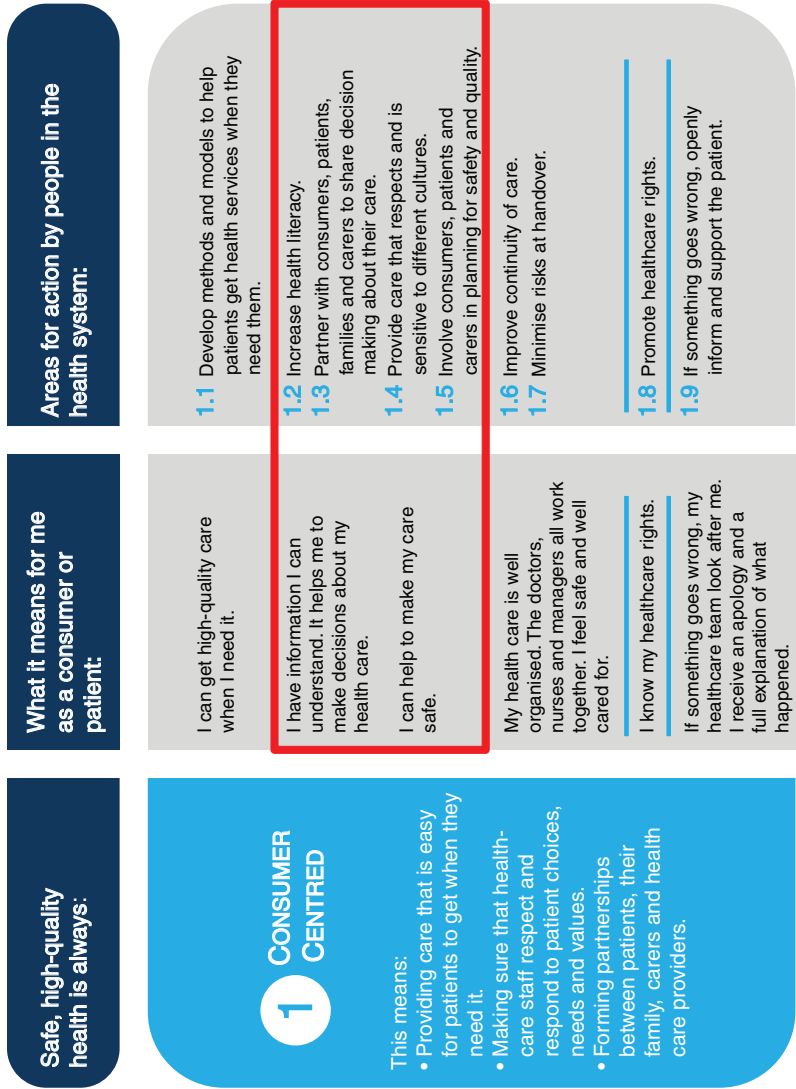 Safe, high-quality
health is always:
What it means for me
as a consumer or
patient:
Areas for action by people in the
health system:
1
CONSUMER
CENTRED
This means:
• Providing care that is easy
for patients to get when they
need it.
• Making sure that health-
care staff respect and
respond to patient choices,
needs and values.
• Forming partnerships
between patients, their
family, carers and health
care providers.
I can get high-quality care
when I need it.
1.1 Develop methods and models to help
patients get health services when they
need them.
I have information I can
understand. It helps me to
make decisions about my
health care.
I can help to make my care
safe.
1.2 Increase health literacy.
1.3 Partner with consumers, patients,
families and carers to share decision
making about their care.
1.4 Provide care that respects and is
sensitive to different cultures.
1.5 Involve consumers, patients and
carers in planning for safety and quality.
My health care is well
organised. The doctors,
nurses and managers all work
together. I feel safe and well
cared for.
1.6 Improve continuity of care.
1.7 Minimise risks at handover.
I know my healthcare rights.
1.8 Promote healthcare rights.
If something goes wrong, my
healthcare team look after me.
I receive an apology and a
full explanation of what
happened.
1.9 If something goes wrong, openly
inform and support the patient.